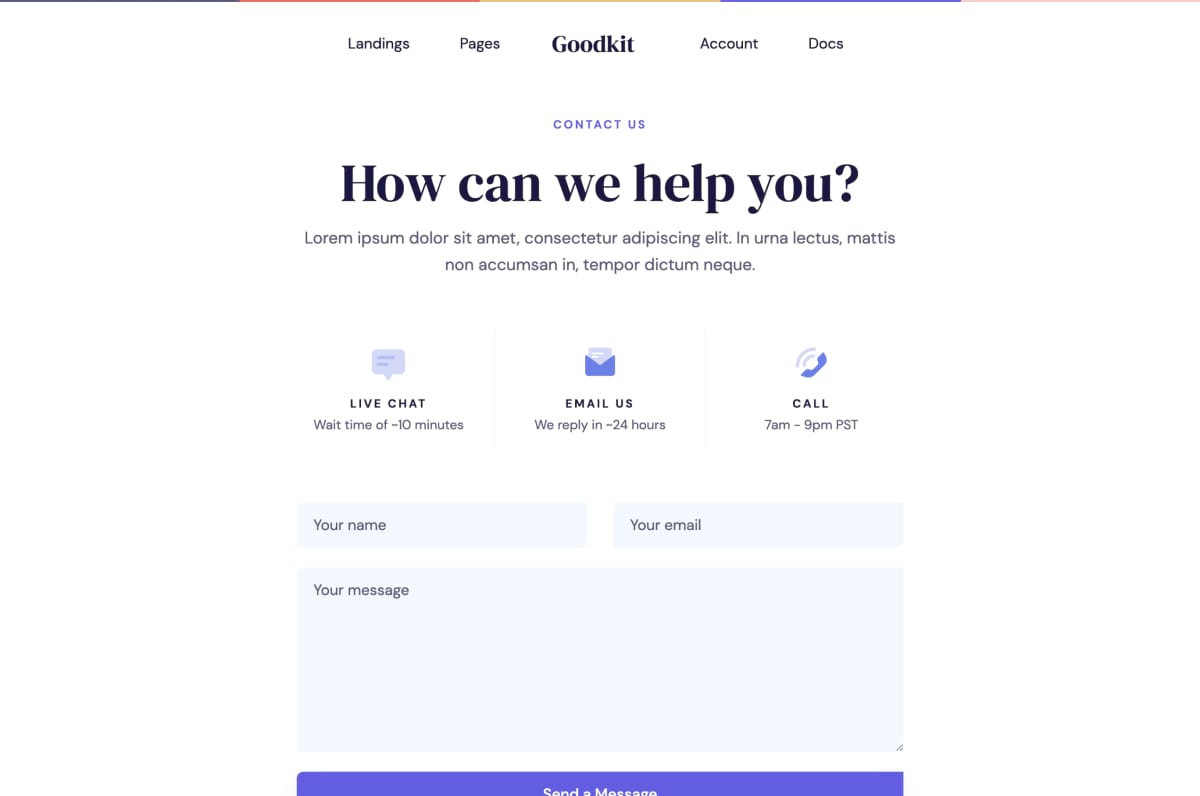 Landings Pages Goodkit Account Docs
CONTACT US
How can we help you?
Lorem ipsum dolor sit amet, consectetur adipiscing elit. In urna lectus, mattis
non accumsan in, tempor dictum neque.
LIVE CHAT
Wait time of ~10 minutes
EMAIL US
We reply in ~24 hours
CALL
7am - 9pm PST
Your name
Your email
Your message
Send a Message